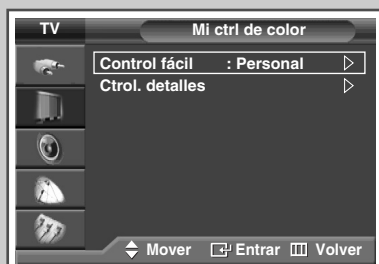 TV
Mi ctrl de color
Control fácil : Personal
Ctrol. detalles
Mover Entrar Volver